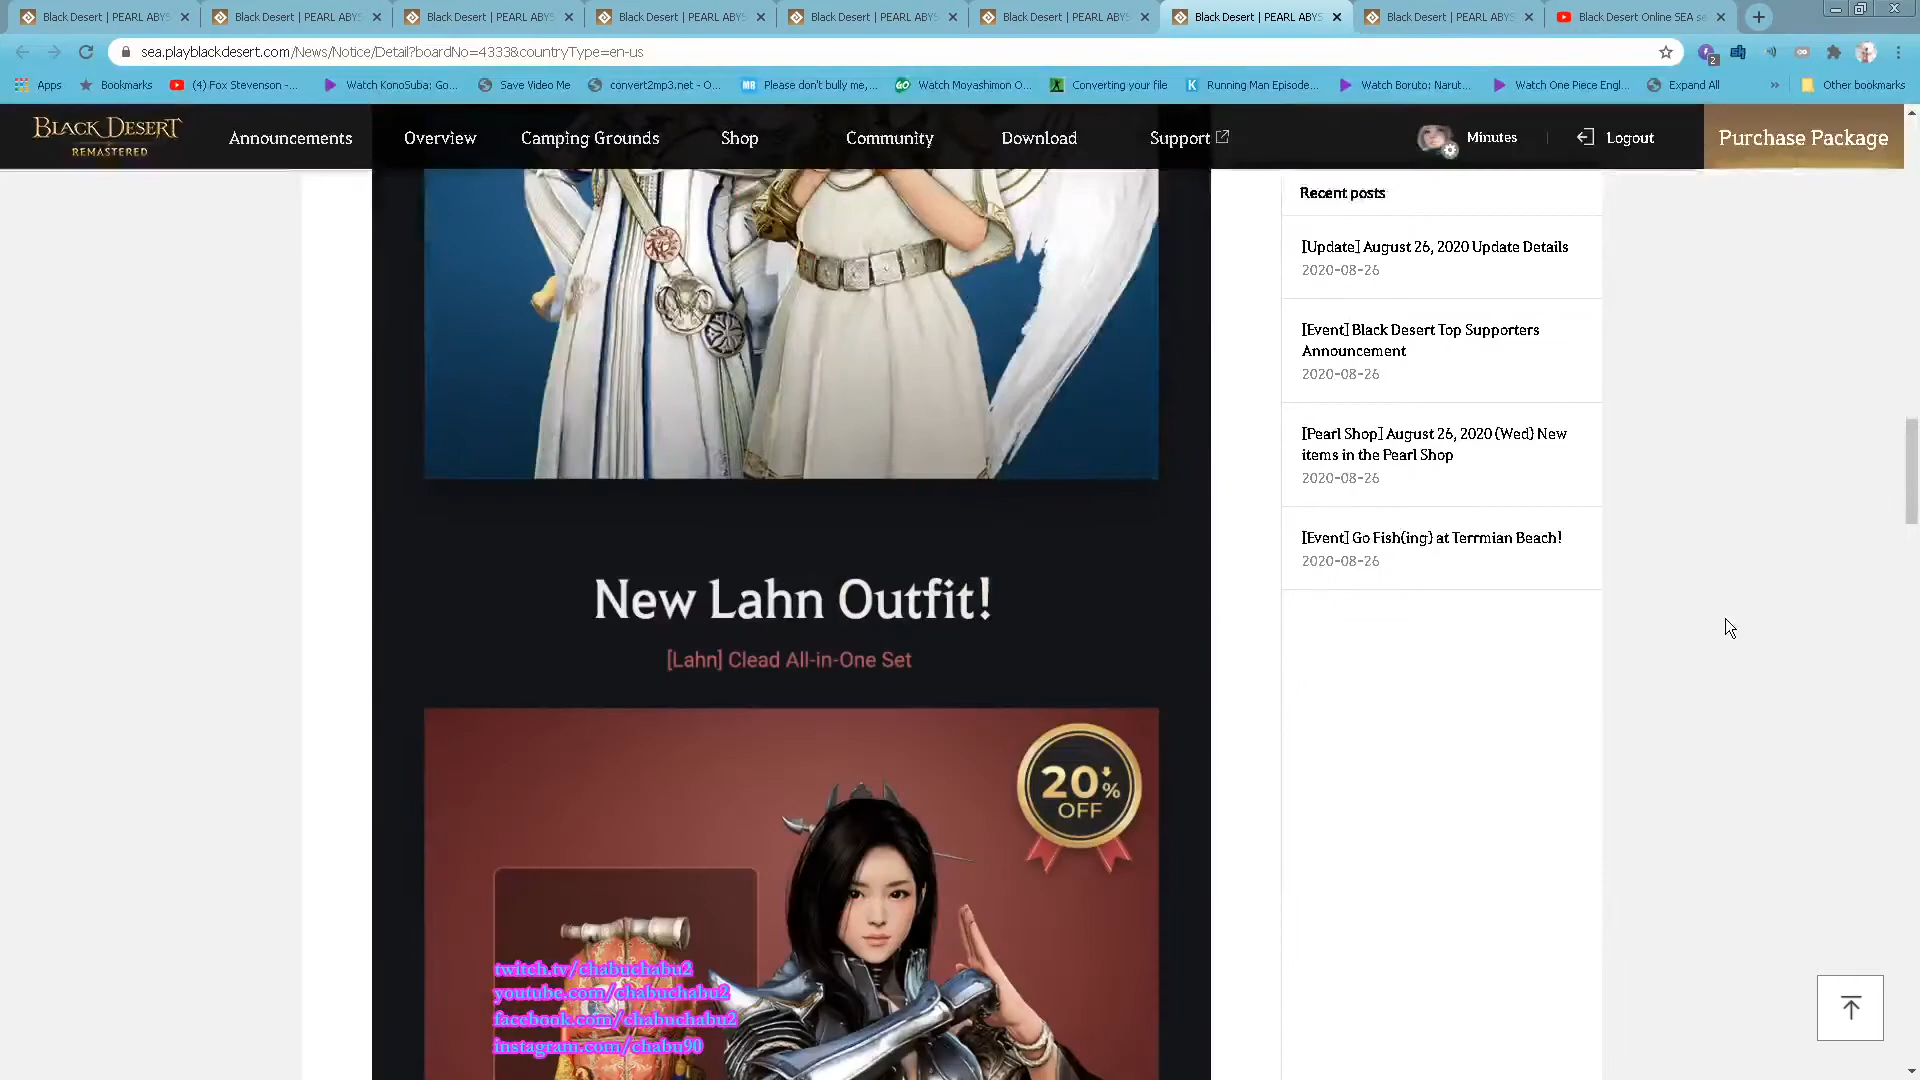 Black Desert | PEARL ABYS
Black Desert | PEARL ABYS
Black Desert | PEARL ABYS
Black Desert | PEARL ABYS
Black Desert | PEARL ABYS
Black Desert | PEARL ABYS
Black Desert | PEARL ABYS
Black Desert | PEARL ABYS
Black Desert Online SEA se
sea.playblackdesert.com/News/Notice/Detail?boardNo=4333&countryType=en-us
2
Apps
Bookmarks
(4) Fox Stevenson -...
Watch KonoSuba: Go...
Save Video Me
convert2mp3.net - O...
MR Please don't bully me,...
GO Watch Moyashimon O...
Converting your file
K Running Man Episode...
Watch Boruto: Narut...
Watch One Piece Engl...
Expand All
»
Other bookmarks
BLACK DESERT
REMASTERED
Announcements
Overview
Camping Grounds
Shop
Community
Download
Support
Minutes
Logout
Purchase Package
Recent posts
[Update] August 26, 2020 Update Details
2020-08-26
[Event] Black Desert Top Supporters
Announcement
2020-08-26
[Pearl Shop] August 26, 2020 (Wed) New
items in the Pearl Shop
2020-08-26
[Event] Go Fish(ing) at Terrmian Beach!
2020-08-26
New Lahn Outfit!
[Lahn] Clead All-in-One Set
20%
OFF
twitch.tv/chabuchabu2
youtube.com/chabuchabu2
facebook.com/chabuchabu2
instagram.com/chabu90